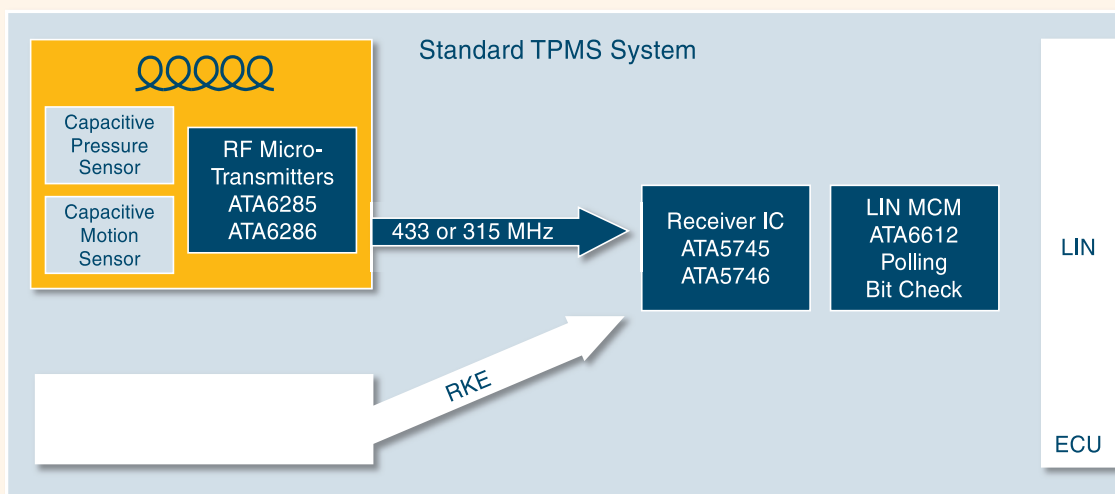 Standard TPMS System
Capacitive
Pressure
Sensor
Capacitive
Motion
Sensor
RF Micro-
Transmitters
ATA6285
ATA6286
433 or 315 MHz
Receiver IC
ATA5745
ATA5746
LIN MCM
ATA6612
Polling
Bit Check
LIN
RKE
ECU